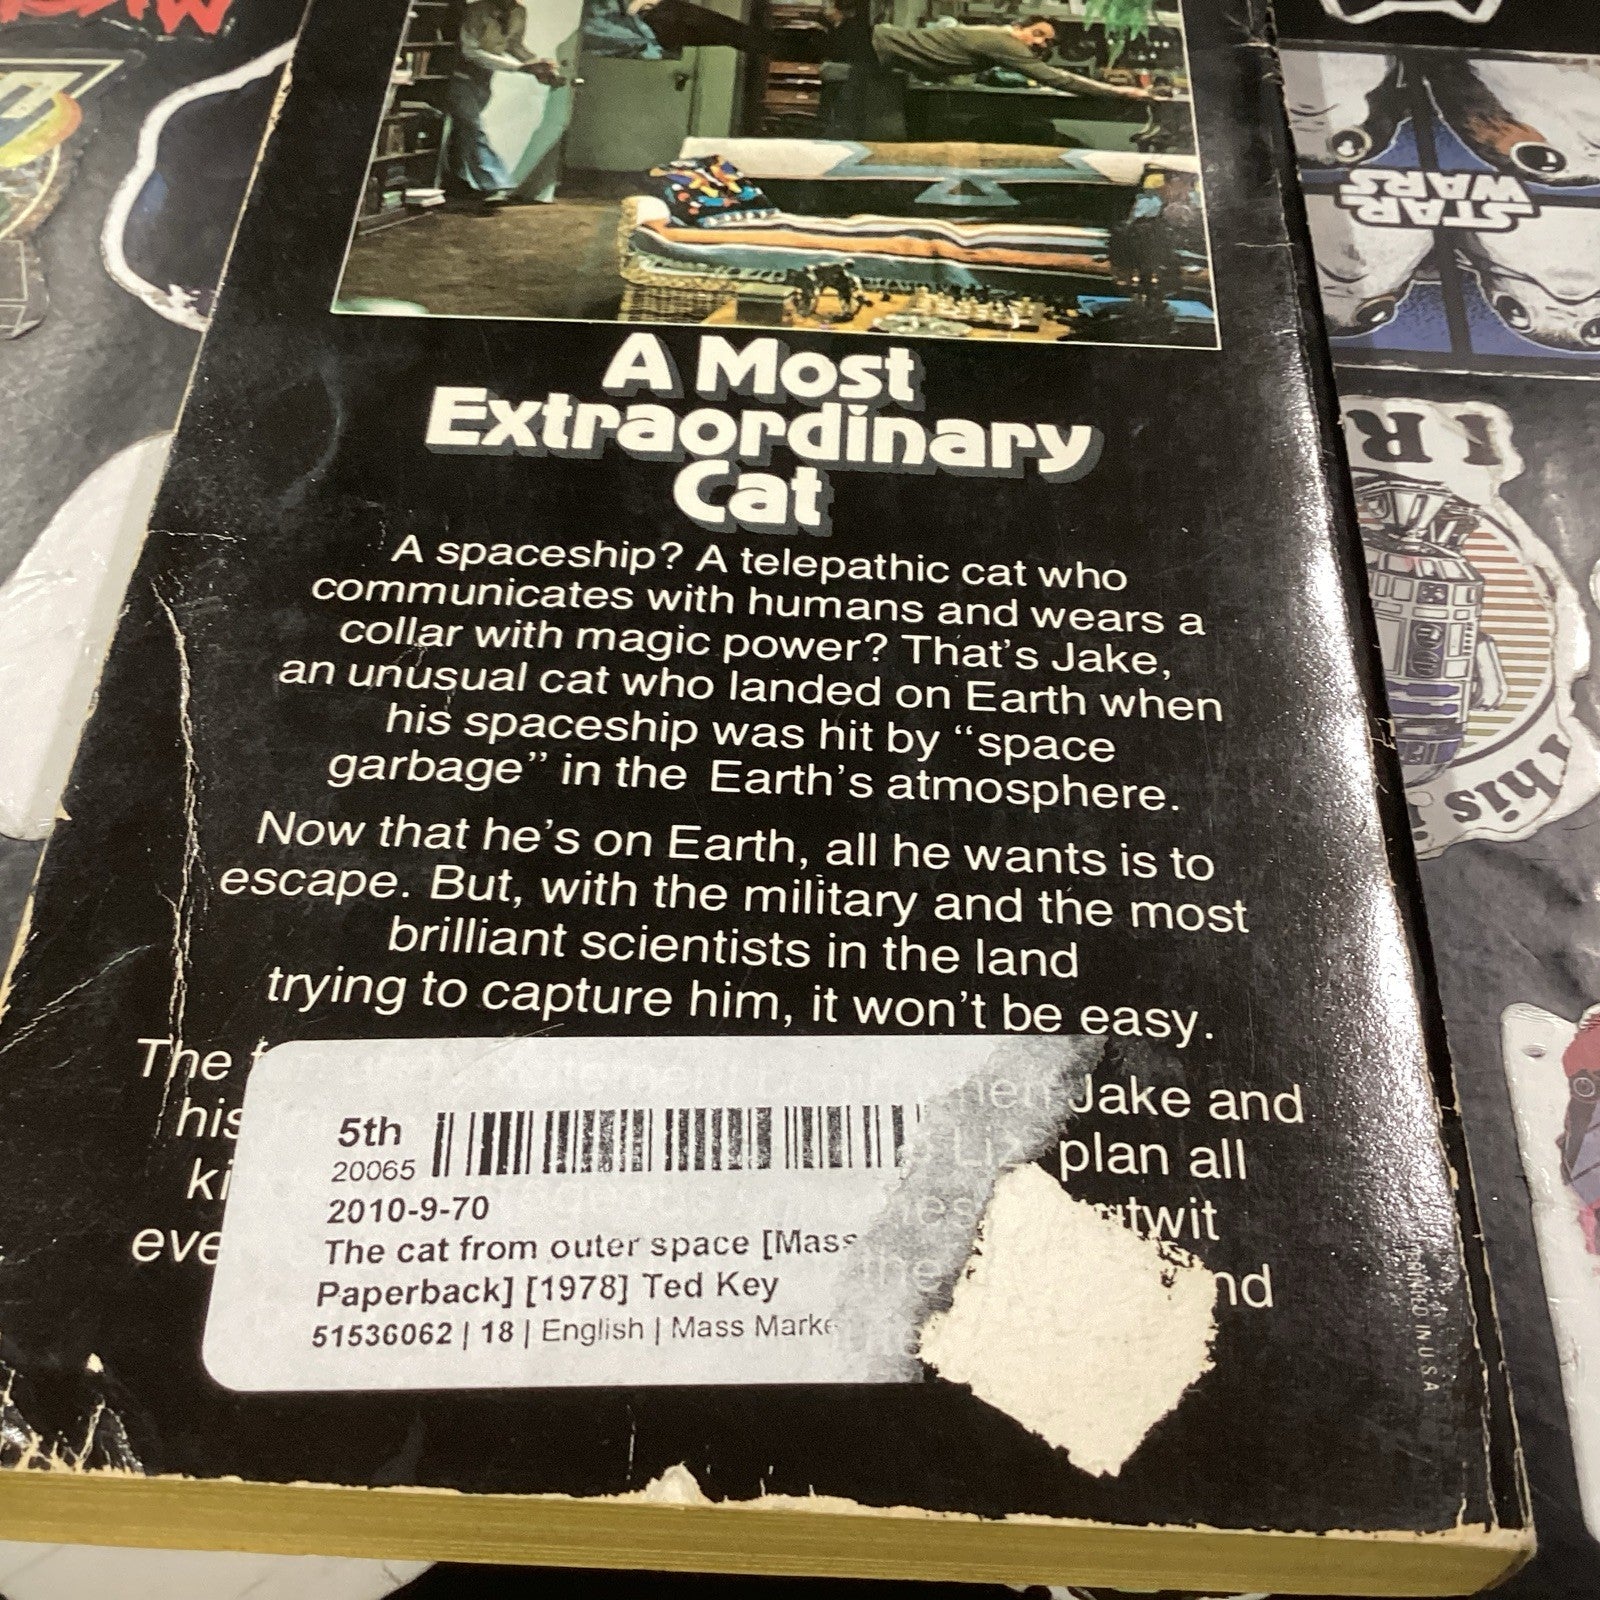 A Most
Extraordinary
Cat
A spaceship? A telepathic cat who
communicates with humans and wears a
collar with magic power? That's Jake,
an unusual cat who landed on Earth when
his spaceship was hit by “space
garbage” in the Earth's atmosphere.
Now that he's on Earth, all he wants is to
escape. But, with the military and the most
brilliant scientists in the land
trying to capture him, it won't be easy.
The Jake and
his Liz plan all
nd
5th
20065
2010-9-70
The cat from outer space [Mass
Paperback] [1978] Ted Key
51536062 | 18 | English | Mass Marke
PRINTED IN U.S.A.
STAR
WARS